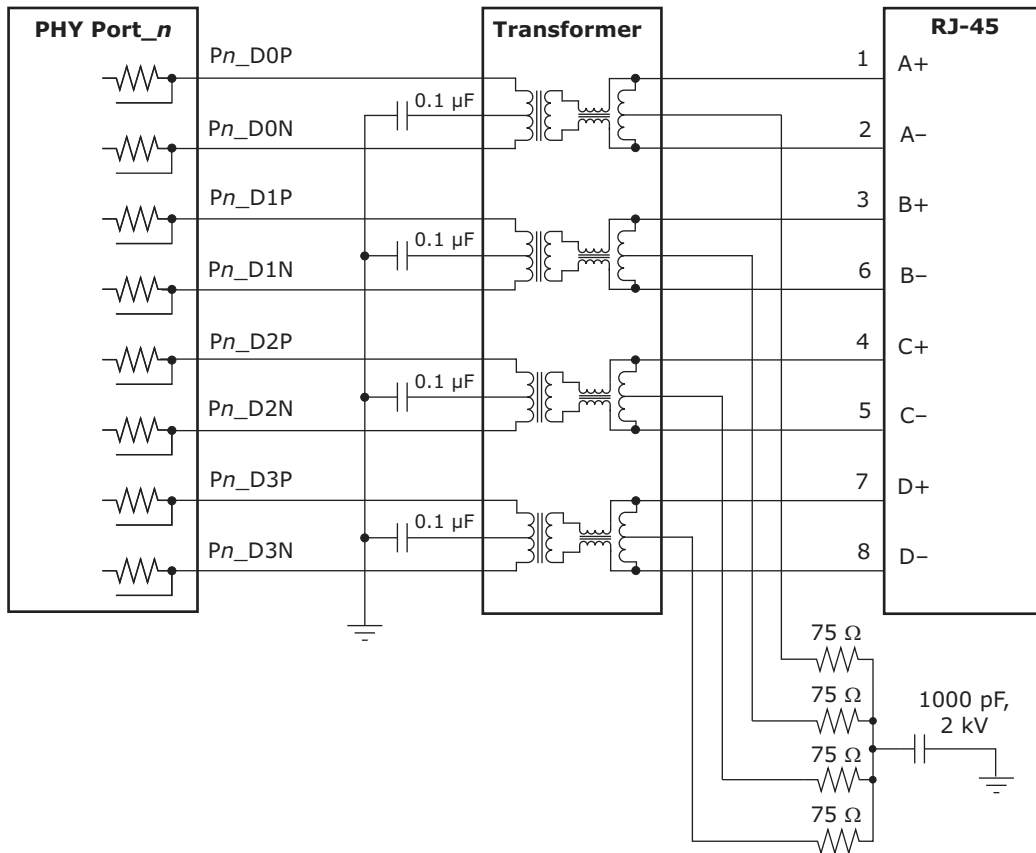 PHY Port_n
Transformer
RJ-45
Pn_D0P
1 A+
0.1 µF
Pn_D0N
2 A–
Pn_D1P
3 B+
0.1 µF
Pn_D1N
6 B–
Pn_D2P
4 C+
0.1 µF
Pn_D2N
5 C–
Pn_D3P
7 D+
0.1 µF
Pn_D3N
8 D–
75 Ω
75 Ω
1000 pF,
2 kV
75 Ω
75 Ω